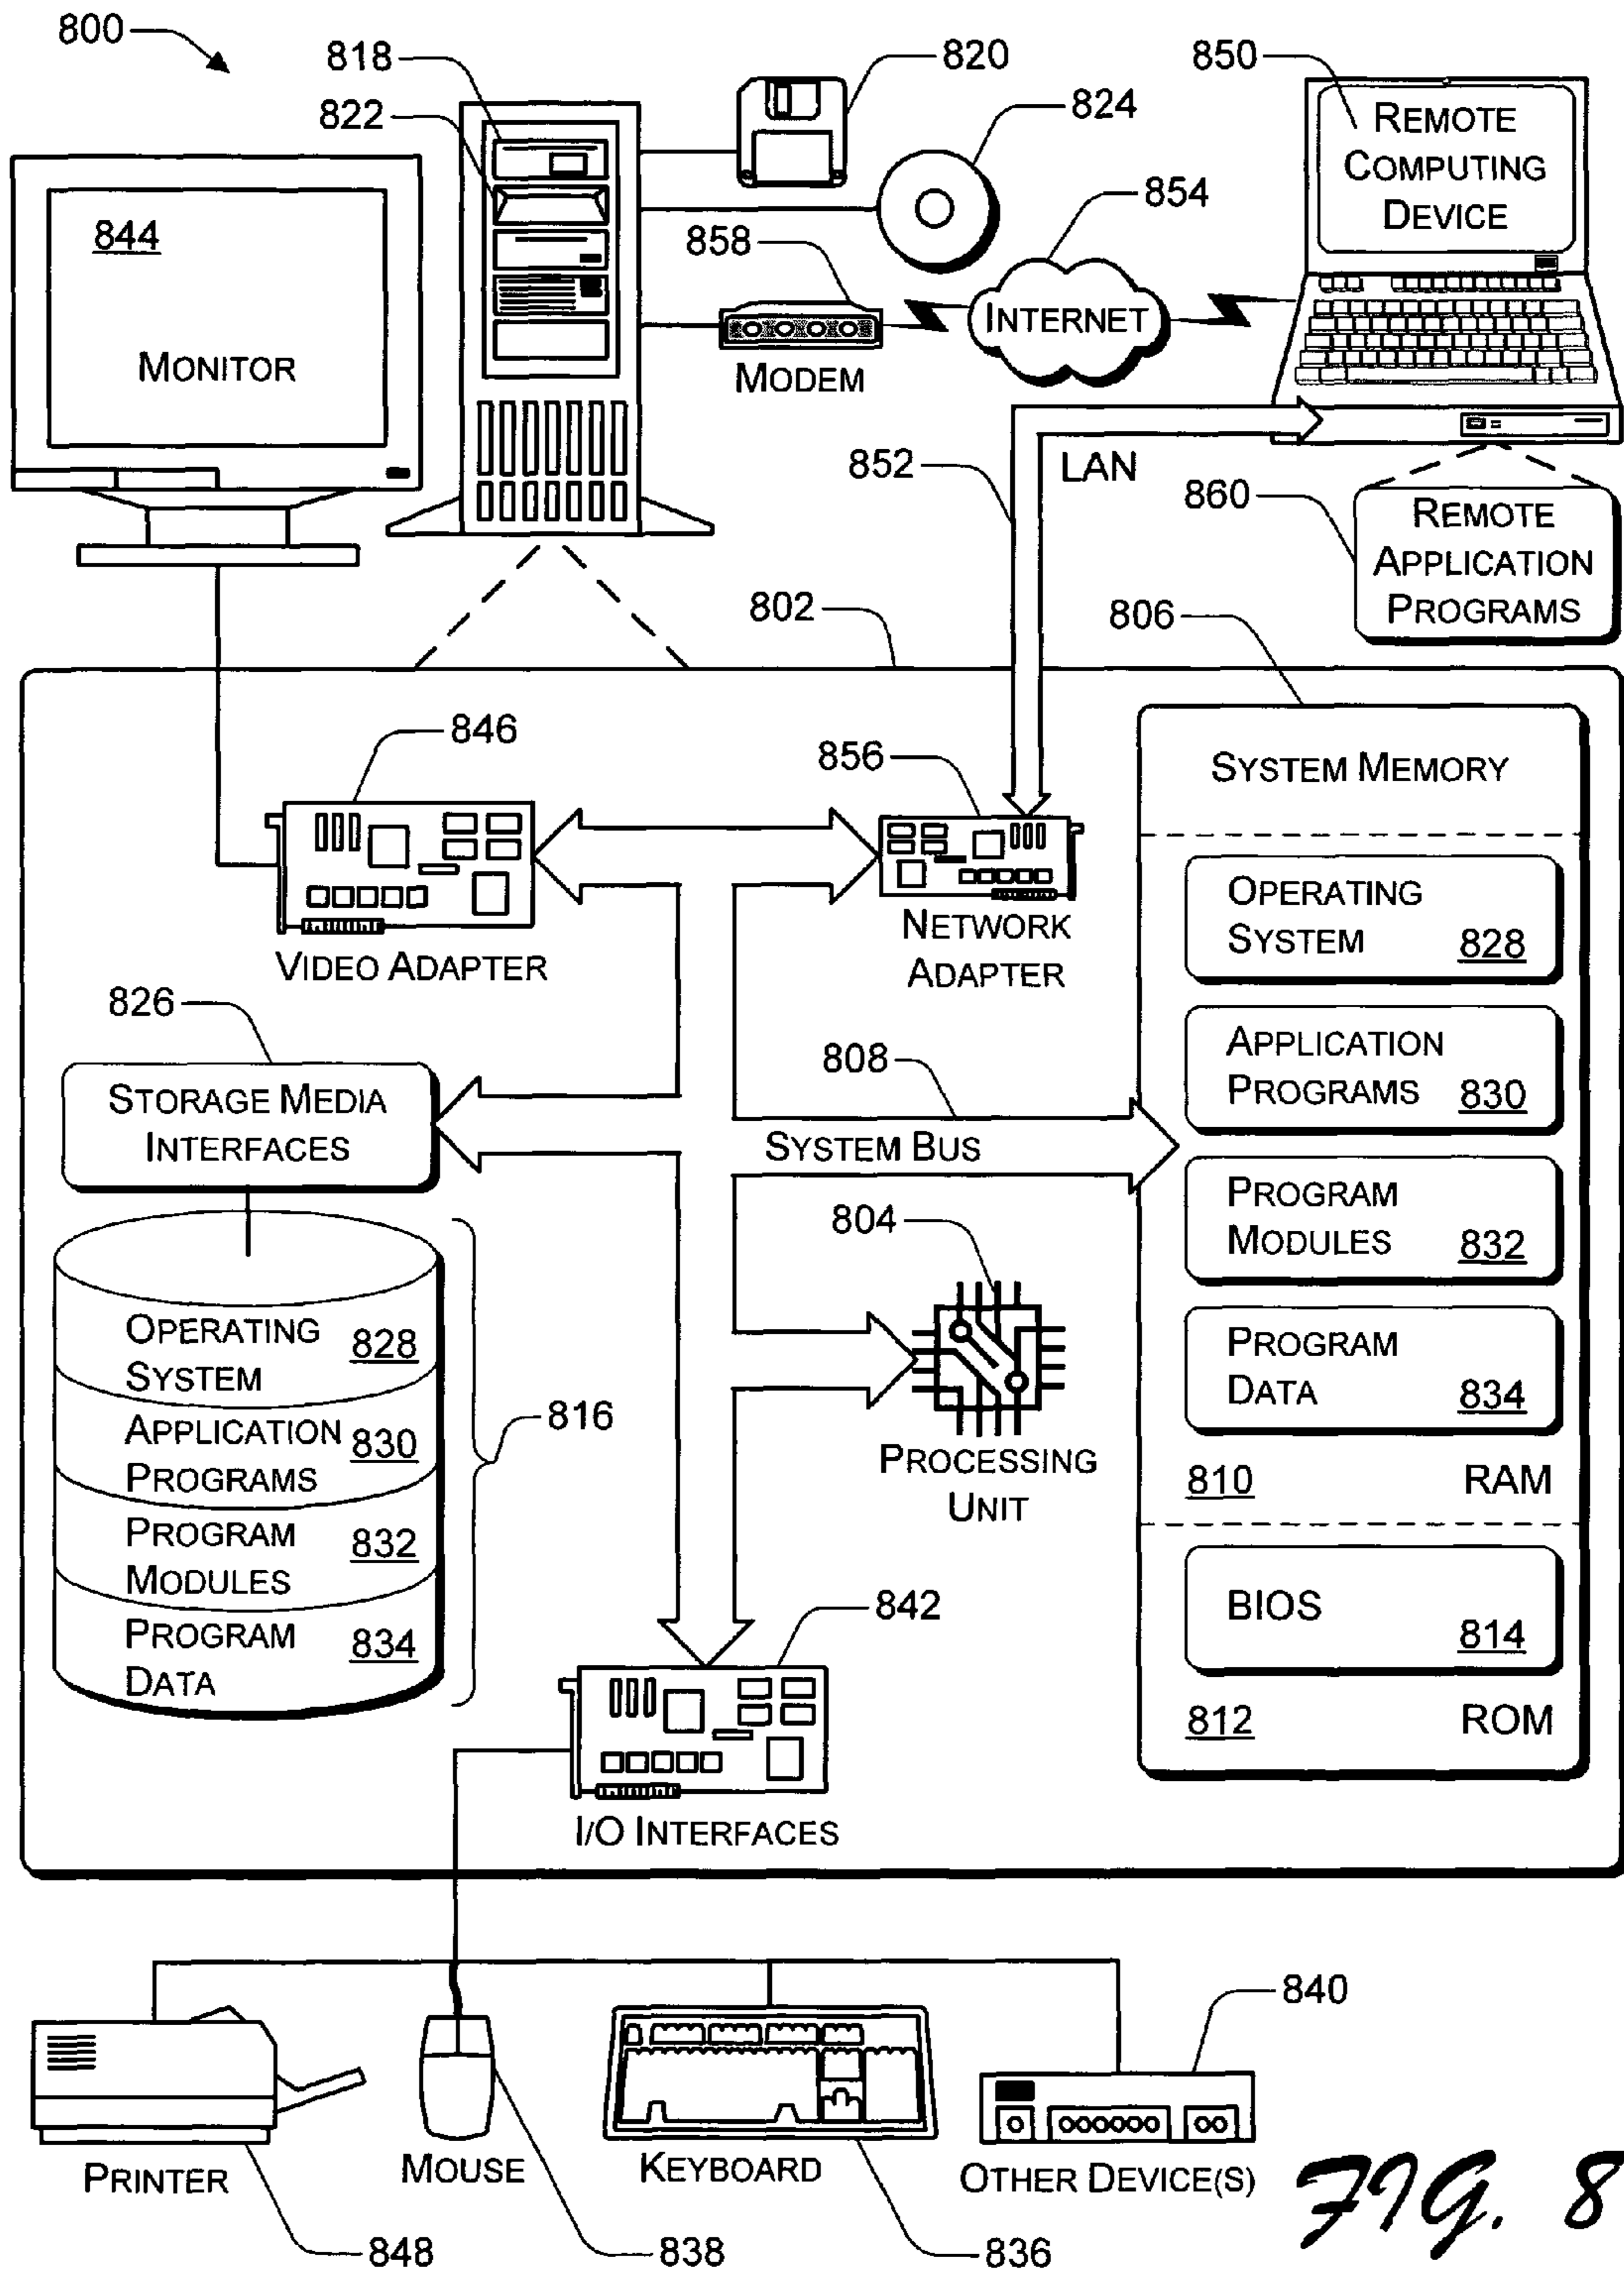 800
818
820
850
822
824
REMOTE
COMPUTING
DEVICE
854
844
858
INTERNET
MONITOR
MODEM
852
LAN
860
REMOTE
APPLICATION
PROGRAMS
802
806
846
856
SYSTEM MEMORY
VIDEO ADAPTER
NETWORK
ADAPTER
OPERATING
SYSTEM 828
826
808
APPLICATION
PROGRAMS 830
STORAGE MEDIA
INTERFACES
SYSTEM BUS
PROGRAM
MODULES 832
804
OPERATING
SYSTEM 828
APPLICATION
PROGRAMS 830
PROGRAM
MODULES 832
PROGRAM
DATA 834
816
PROCESSING
UNIT
PROGRAM
DATA 834
810 RAM
BIOS
814
812 ROM
842
I/O INTERFACES
840
PRINTER
MOUSE
KEYBOARD
OTHER DEVICE(S)
848
838
836
FIG. 8